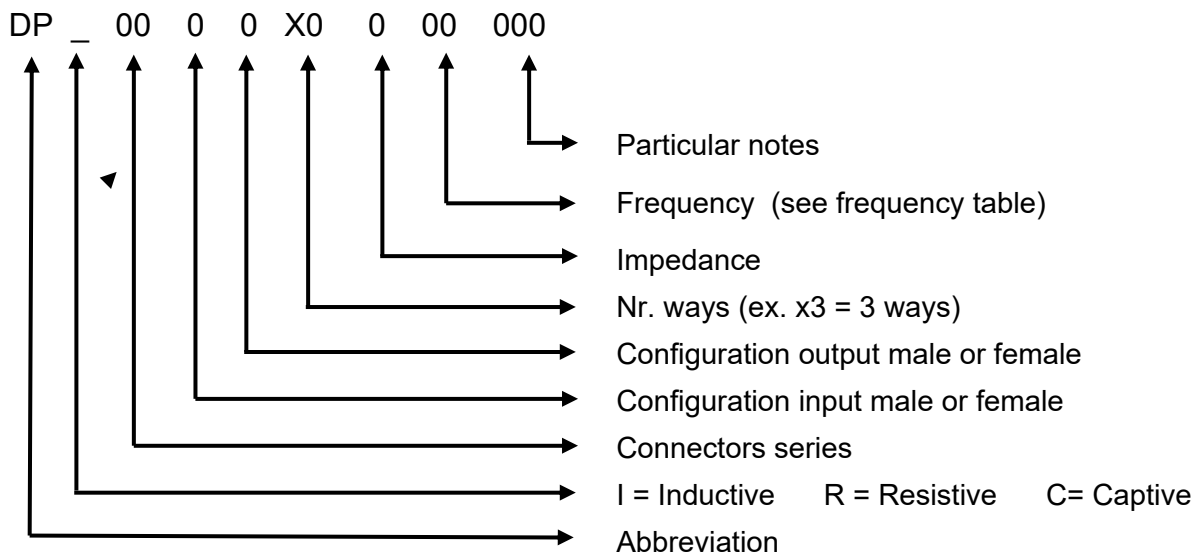 DP _ 00 0 0 X0 0 00 000
Particular notes
Frequency (see frequency table)
Impedance
Nr. ways (ex. x3 = 3 ways)
Configuration output male or female
Configuration input male or female
Connectors series
I = Inductive R = Resistive C= Captive
Abbreviation